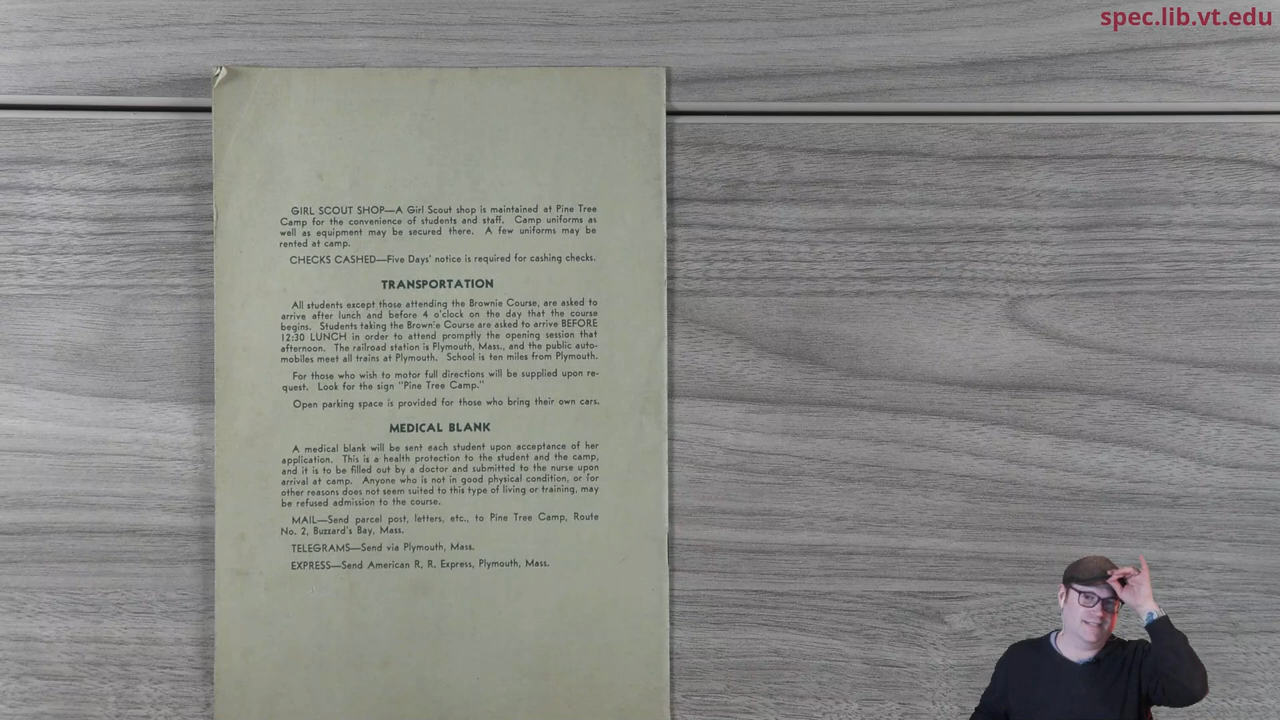 spec.lib.vt.edu
GIRL SCOUT SHOP—A Girl Scout shop is maintained at Pine Tree
Camp for the convenience of students and staff. Camp uniforms as
well as equipment may be secured there. A few uniforms may be
rented at camp.
CHECKS CASHED—Five Days' notice is required for cashing checks.
TRANSPORTATION
All students except those attending the Brownie Course, are asked to
arrive after lunch and before 4 o'clock on the day that the course
begins. Students taking the Brownie Course are asked to arrive BEFORE
12:30 LUNCH in order to attend promptly the opening session that
afternoon. The railroad station is Plymouth, Mass., and the public auto-
mobiles meet all trains at Plymouth. School is ten miles from Plymouth.
For those who wish to motor full directions will be supplied upon re-
quest. Look for the sign "Pine Tree Camp."
Open parking space is provided for those who bring their own cars.
MEDICAL BLANK
A medical blank will be sent each student upon acceptance of her
application. This is a health protection to the student and the camp,
and it is to be filled out by a doctor and submitted to the nurse upon
arrival at camp. Anyone who is not in good physical condition, or for
other reasons does not seem suited to this type of living or training, may
be refused admission to the course.
MAIL—Send parcel post, letters, etc., to Pine Tree Camp, Route
No. 2, Buzzard's Bay, Mass.
TELEGRAMS—Send via Plymouth, Mass.
EXPRESS—Send American R. R. Express, Plymouth, Mass.